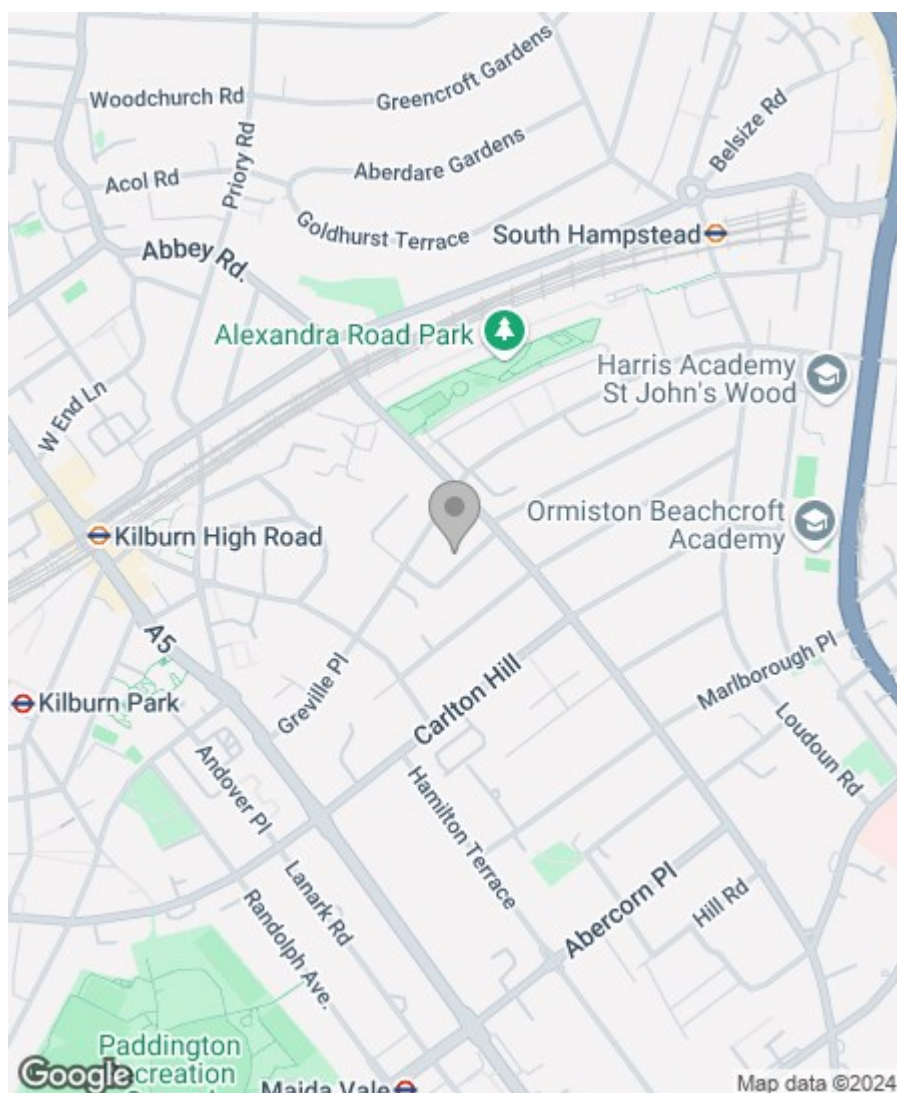 Woodchurch Rd
Greencroft Gardens
Belsize Rd
Priory Rd
Aberdare Gardens
Acol Rd
Goldhurst Terrace
South Hampstead
Abbey Rd.
Alexandra Road Park
Harris Academy
St John's Wood
W End Ln
Ormiston Beachcroft
Academy
Kilburn High Road
A5
Greville Pl
Carlton Hill
Marlborough Pl
Kilburn Park
Loudoun Rd
Andover Pl
Hamilton Terrace
Lanark Rd
Abercorn Pl
Hill Rd
Randolph Ave.
Paddington
Recreation
Maida Vale
Google
Map data ©2024